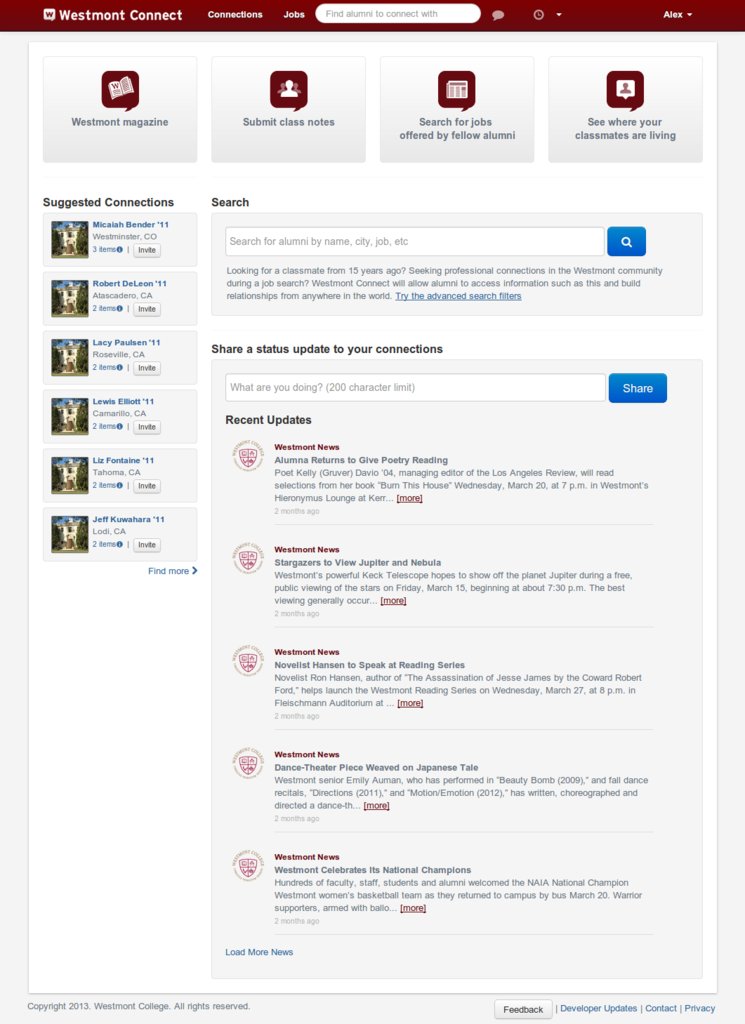 Westmont Connect
Connections
Jobs
Find alumni to connect with
Alex
Westmont magazine
Submit class notes
Search for jobs
offered by fellow alumni
See where your
classmates are living
Suggested Connections
Micaiah Bender '11
Westminster, CO
3 items | Invite
Robert DeLeon '11
Atascadero, CA
2 items | Invite
Lacy Paulsen '11
Roseville, CA
2 items | Invite
Lewis Elliott '11
Camarillo, CA
2 items | Invite
Liz Fontaine '11
Tahoma, CA
2 items | Invite
Jeff Kuwahara '11
Lodi, CA
2 items | Invite
Find more
Search
Search for alumni by name, city, job, etc
Looking for a classmate from 15 years ago? Seeking professional connections in the Westmont community
during a job search? Westmont Connect will allow alumni to access information such as this and build
relationships from anywhere in the world. Try the advanced search filters
Share a status update to your connections
What are you doing? (200 character limit)
Share
Recent Updates
Westmont News
Alumna Returns to Give Poetry Reading
Poet Kelly (Gruver) Davio '04, managing editor of the Los Angeles Review, will read
selections from her book "Burn This House" Wednesday, March 20, at 7 p.m. in Westmont's
Hieronymus Lounge at Kerr... [more]
2 months ago
Westmont News
Stargazers to View Jupiter and Nebula
Westmont's powerful Keck Telescope hopes to show off the planet Jupiter during a free,
public viewing of the stars on Friday, March 15, beginning at about 7:30 p.m. The best
viewing generally occur... [more]
2 months ago
Westmont News
Novelist Hansen to Speak at Reading Series
Novelist Ron Hansen, author of "The Assassination of Jesse James by the Coward Robert
Ford," helps launch the Westmont Reading Series on Wednesday, March 27, at 8 p.m. in
Fleischmann Auditorium at ... [more]
2 months ago
Westmont News
Dance-Theater Piece Weaved on Japanese Tale
Westmont senior Emily Auman, who has performed in "Beauty Bomb (2009)," and fall dance
recitals, "Directions (2011)," and "Motion/Emotion (2012)," has written, choreographed and
directed a dance-th... [more]
2 months ago
Westmont News
Westmont Celebrates Its National Champions
Hundreds of faculty, staff, students and alumni welcomed the NAIA National Champion
Westmont women's basketball team as they returned to campus by bus March 20. Warrior
supporters, armed with ballo... [more]
2 months ago
Load More News
Copyright 2013. Westmont College. All rights reserved.
Feedback | Developer Updates | Contact | Privacy